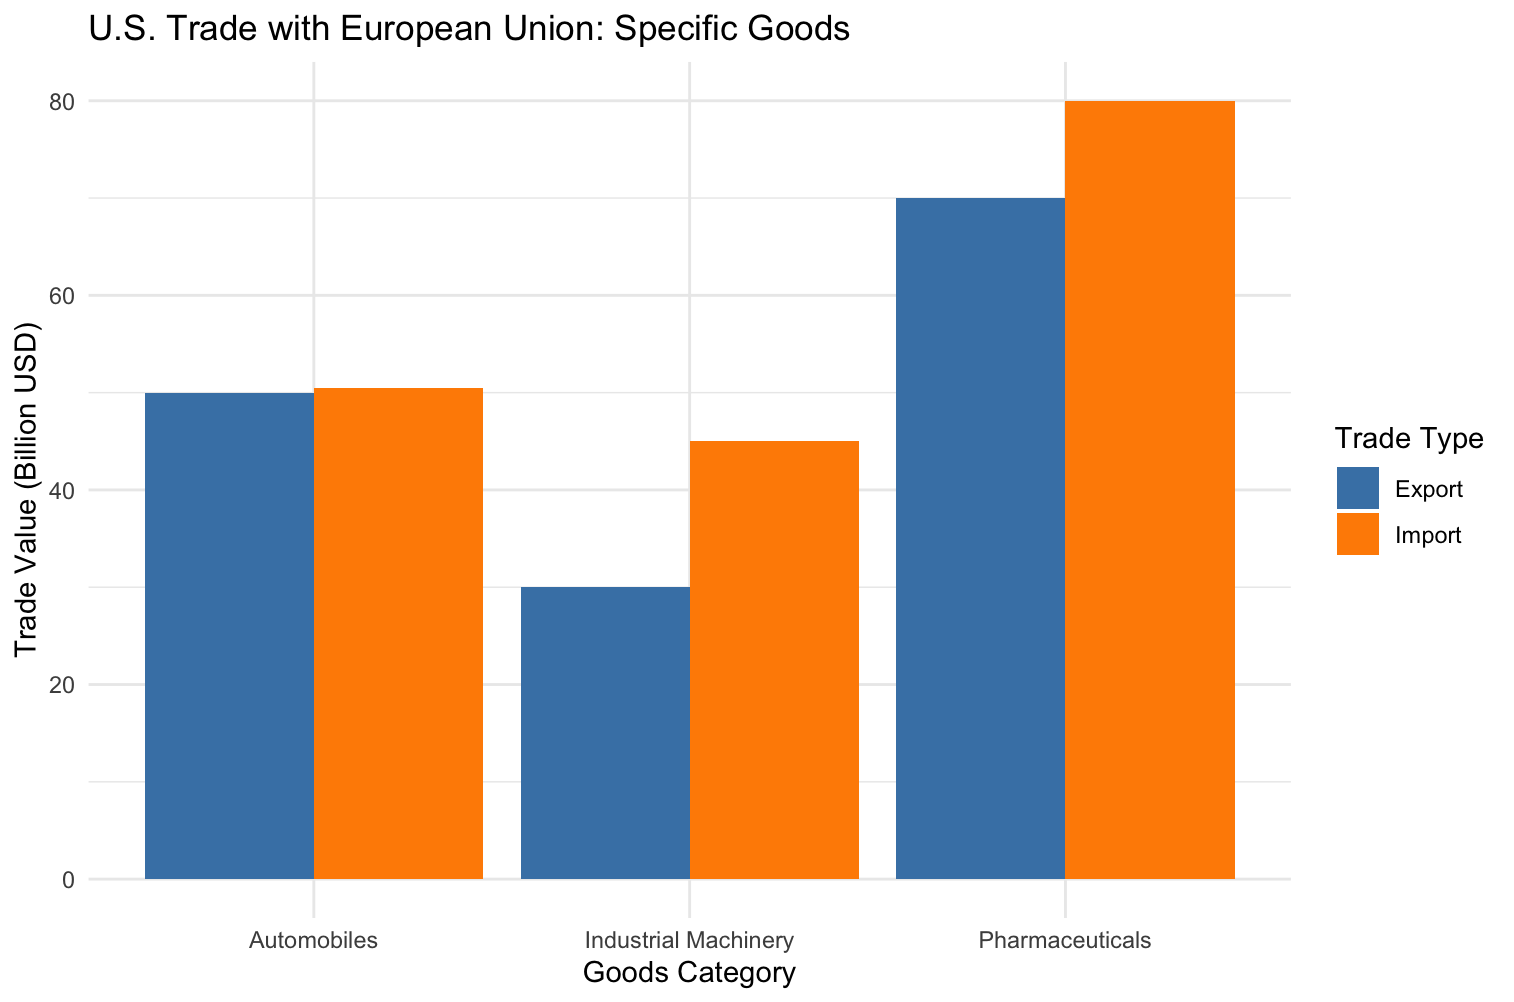 U.S. Trade with European Union: Specific Goods
80
60
40
20
0
Trade Value (Billion USD)
Automobiles
Industrial Machinery
Pharmaceuticals
Goods Category
Trade Type
Export
Import